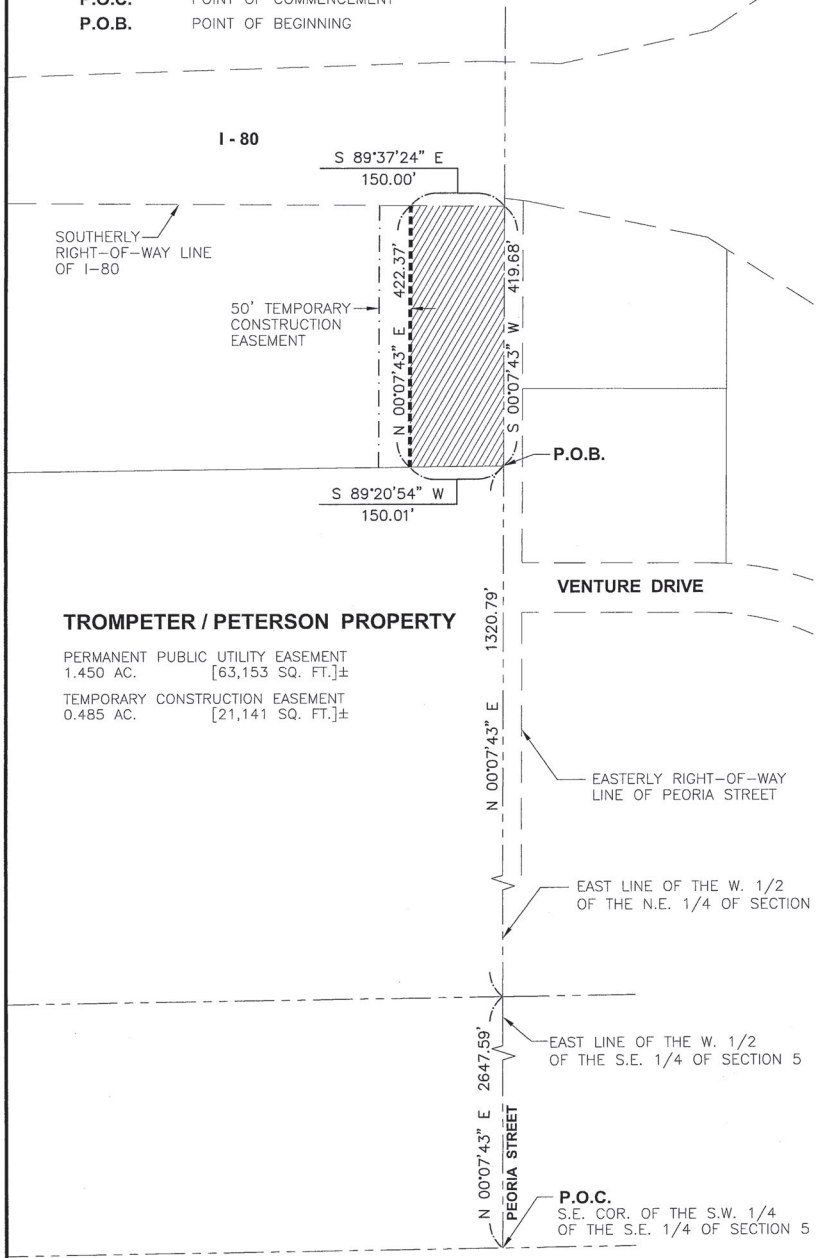 P.O.C. POINT OF COMMENCEMENT
P.O.B. POINT OF BEGINNING
I - 80
S 89°37'24" E
150.00'
SOUTHERLY
RIGHT-OF-WAY LINE
OF I-80
50' TEMPORARY
CONSTRUCTION
EASEMENT
N 00°07'43" E 422.37'
S 00°07'43" W 419.68'
P.O.B.
S 89°20'54" W
150.01'
VENTURE DRIVE
TROMPETER / PETERSON PROPERTY
PERMANENT PUBLIC UTILITY EASEMENT
1.450 AC. [63,153 SQ. FT.]±
TEMPORARY CONSTRUCTION EASEMENT
0.485 AC. [21,141 SQ. FT.]±
N 00°07'43" E 1320.79'
EASTERLY RIGHT-OF-WAY
LINE OF PEORIA STREET
EAST LINE OF THE W. 1/2
OF THE N.E. 1/4 OF SECTION
EAST LINE OF THE W. 1/2
OF THE S.E. 1/4 OF SECTION 5
N 00°07'43" E 2647.59'
PEORIA STREET
P.O.C.
S.E. COR. OF THE S.W. 1/4
OF THE S.E. 1/4 OF SECTION 5